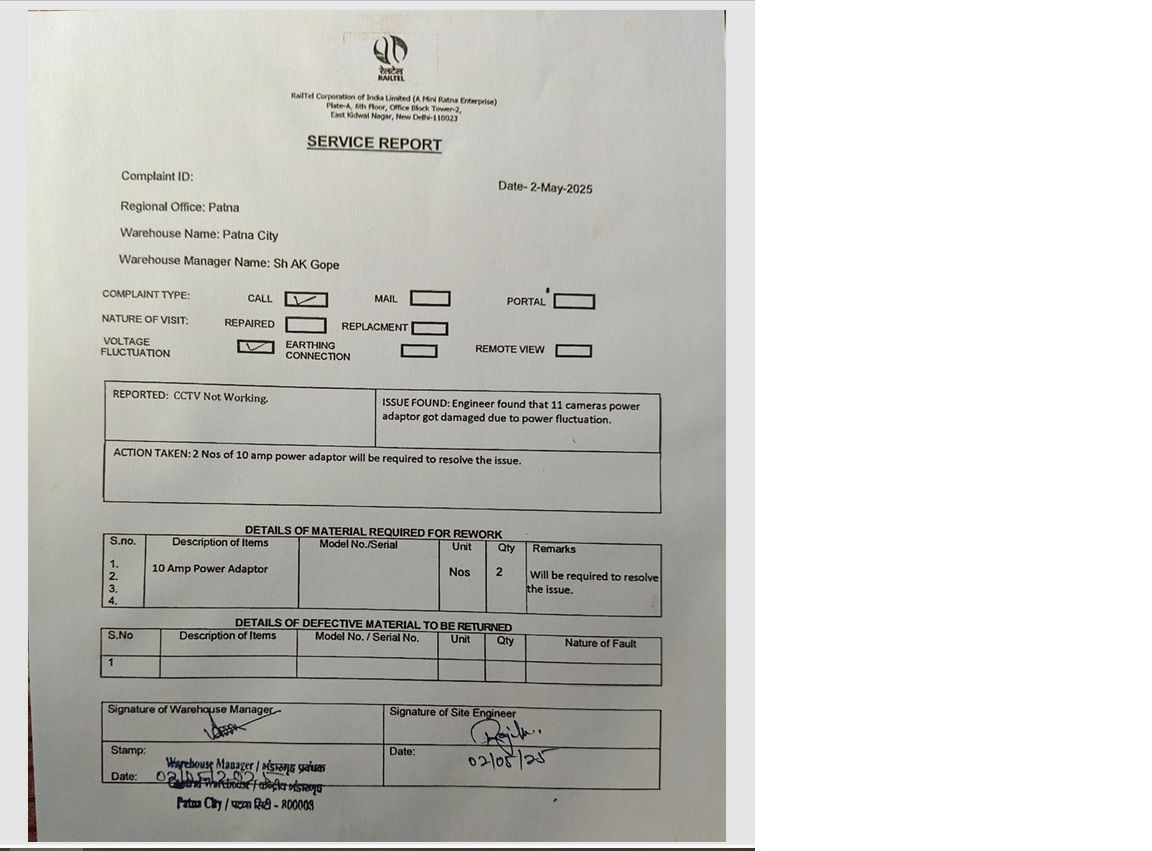 रेलटेल
RAILTEL
RailTel Corporation of India Limited (A Mini Ratna Enterprise)
Plate-A, 6th Floor, Office Block Tower-2,
East Kidwai Nagar, New Delhi-110023
SERVICE REPORT
Complaint ID:
Date- 2-May-2025
Regional Office: Patna
Warehouse Name: Patna City
Warehouse Manager Name: Sh AK Gope
COMPLAINT TYPE: CALL MAIL PORTAL
NATURE OF VISIT: REPAIRED REPLACMENT
VOLTAGE FLUCTUATION EARTHING CONNECTION REMOTE VIEW
REPORTED: CCTV Not Working.
ISSUE FOUND: Engineer found that 11 cameras power
adaptor got damaged due to power fluctuation.
ACTION TAKEN: 2 Nos of 10 amp power adaptor will be required to resolve the issue.
DETAILS OF MATERIAL REQUIRED FOR REWORK
S.no. Description of Items Model No./Serial Unit Qty Remarks
1. 10 Amp Power Adaptor Nos 2 Will be required to resolve
the issue.
2.
3.
4.
DETAILS OF DEFECTIVE MATERIAL TO BE RETURNED
S.No Description of Items Model No. / Serial No. Unit Qty Nature of Fault
1
Signature of Warehouse Manager
Signature of Site Engineer
Stamp:
Date: 02/05/25
Warehouse Manager / भंडारगृह प्रबंधक
Date: 02/05/2025
Central Warehouse / केन्द्रीय भंडारगृह
Patna City / पटना सिटी - 800008